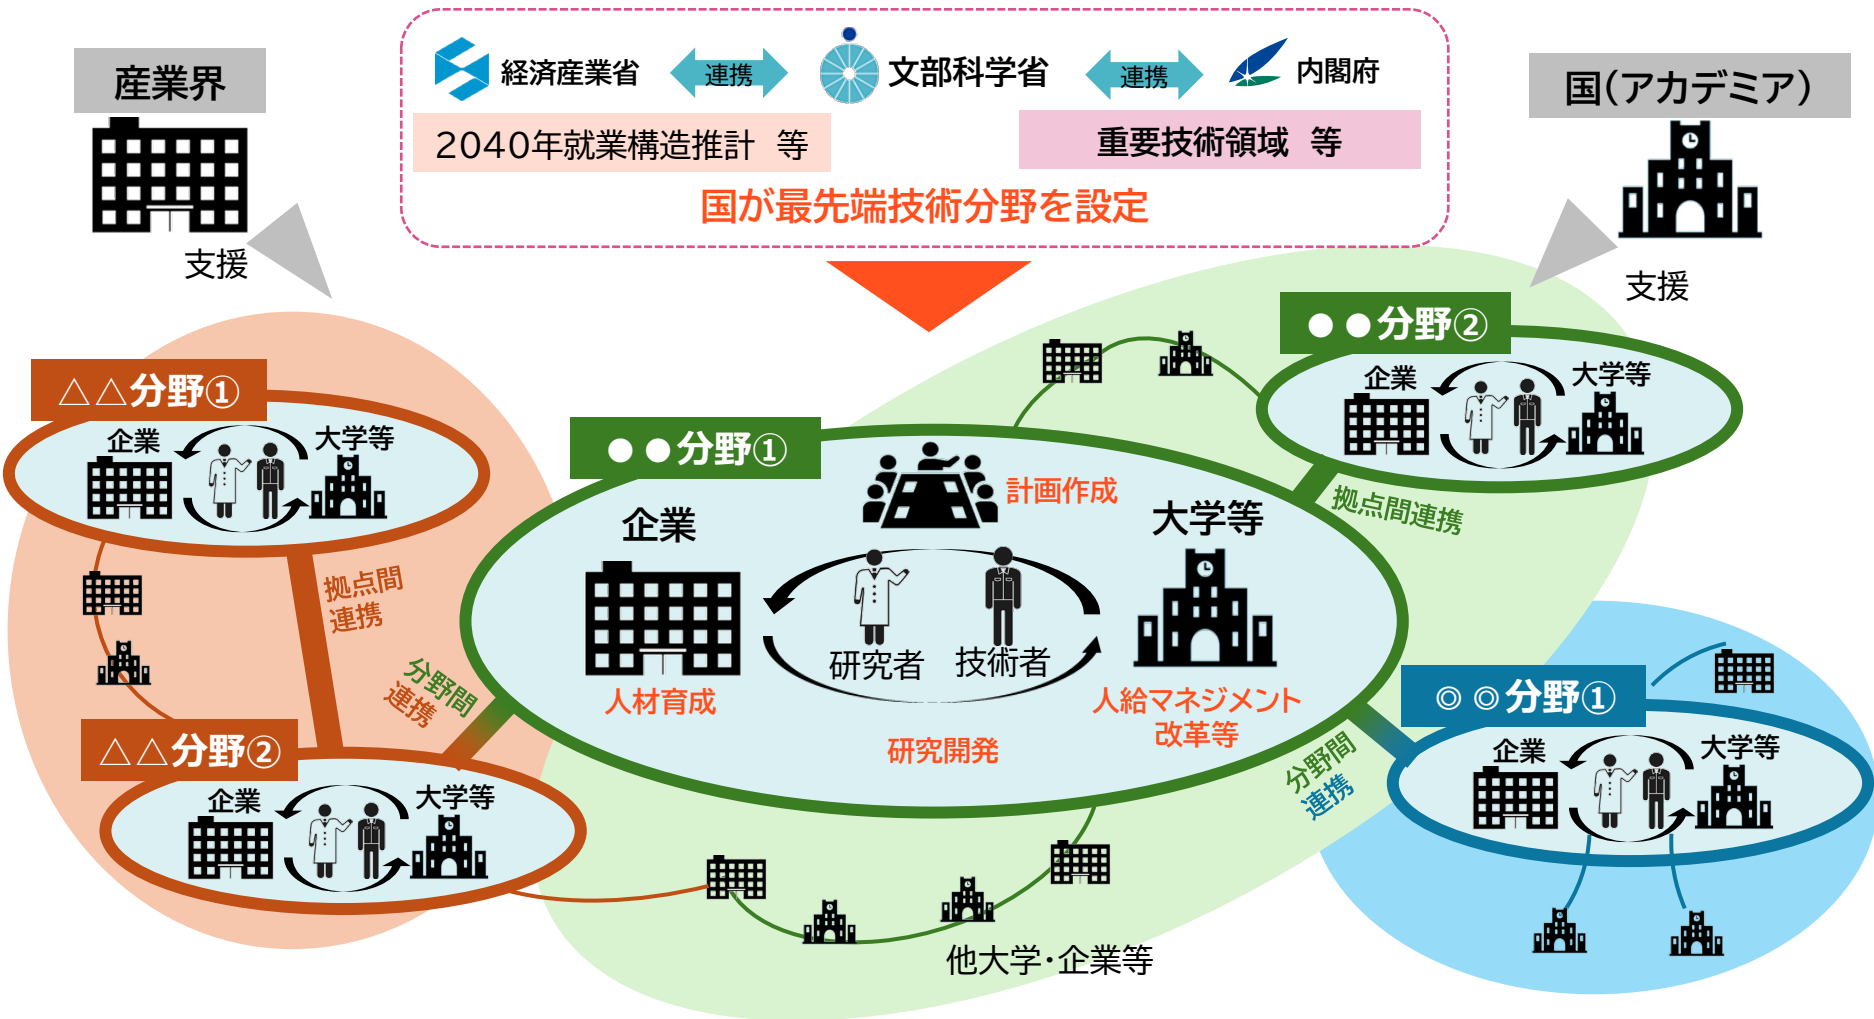 産業界
経済産業省
連携
文部科学省
連携
内閣府
国（アカデミア）
2040年就業構造推計　等
重要技術領域　等
国が最先端技術分野を設定
支援
支援
△△分野①
企業
大学等
拠点間
連携
△△分野②
企業
大学等
分野間
連携
●●分野①
計画作成
企業
大学等
研究者
技術者
人材育成
人給マネジメント
改革等
研究開発
●●分野②
企業
大学等
拠点間連携
分野間
連携
◎◎分野①
企業
大学等
他大学・企業等